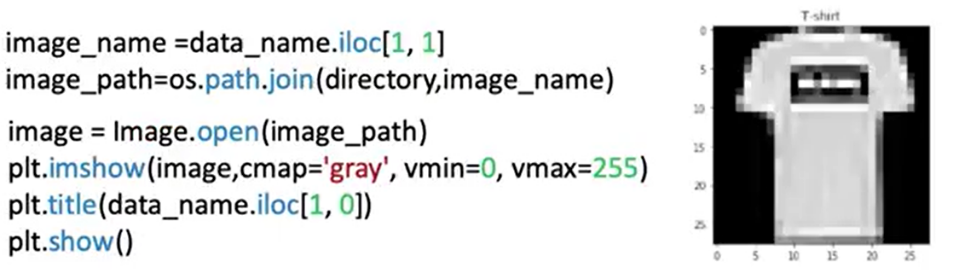 image_name =data_name.iloc[1, 1]
image_path=os.path.join(directory,image_name)
image = Image.open(image_path)
plt.imshow(image,cmap='gray', vmin=0, vmax=255)
plt.title(data_name.iloc[1, 0])
plt.show()
T-shirt
0
5
10
15
20
25
0 5 10 15 20 25